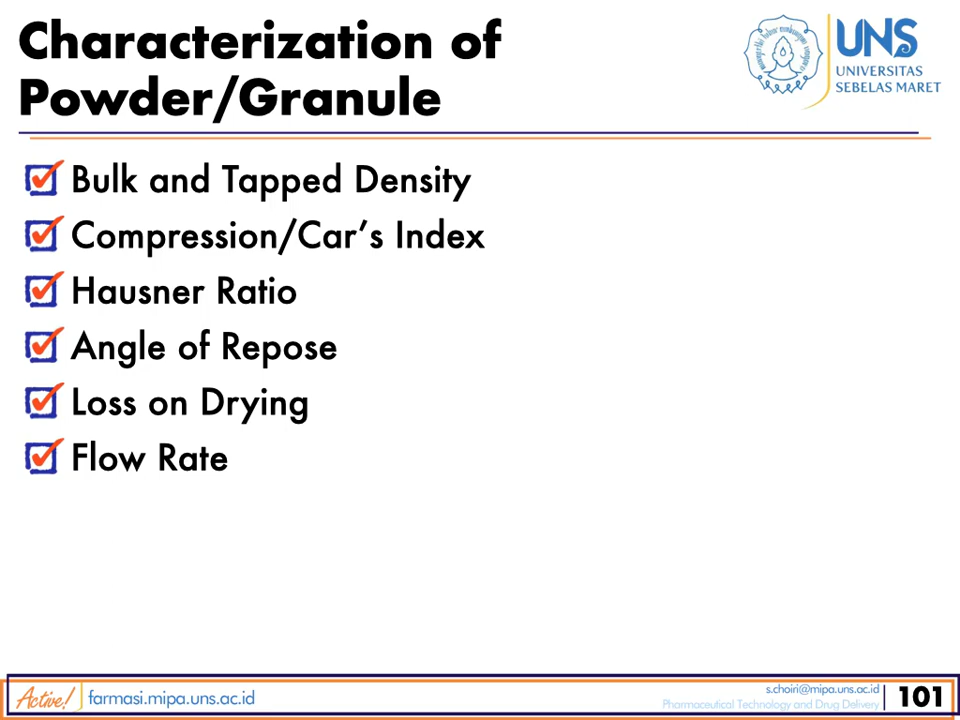 Characterization of
Powder/Granule
UNS
UNIVERSITAS
SEBELAS MARET
Bulk and Tapped Density
Compression/Car’s Index
Hausner Ratio
Angle of Repose
Loss on Drying
Flow Rate
Active!
farmasi.mipa.uns.ac.id
s.choiri@mipa.uns.ac.id
Pharmaceutical Technology and Drug Delivery
101